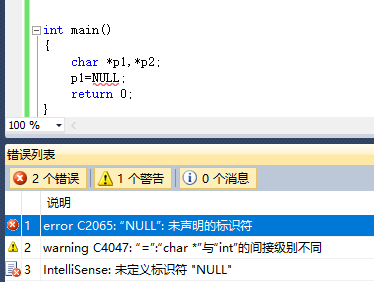 int main()
{
char *p1,*p2;
p1=NULL;
return 0;
}
100 %
错误列表
2 个错误
1 个警告
0 个消息
说明
1 error C2065: “NULL”: 未声明的标识符
2 warning C4047: “=”:“char *”与“int”的间接级别不同
3 IntelliSense: 未定义标识符 "NULL"